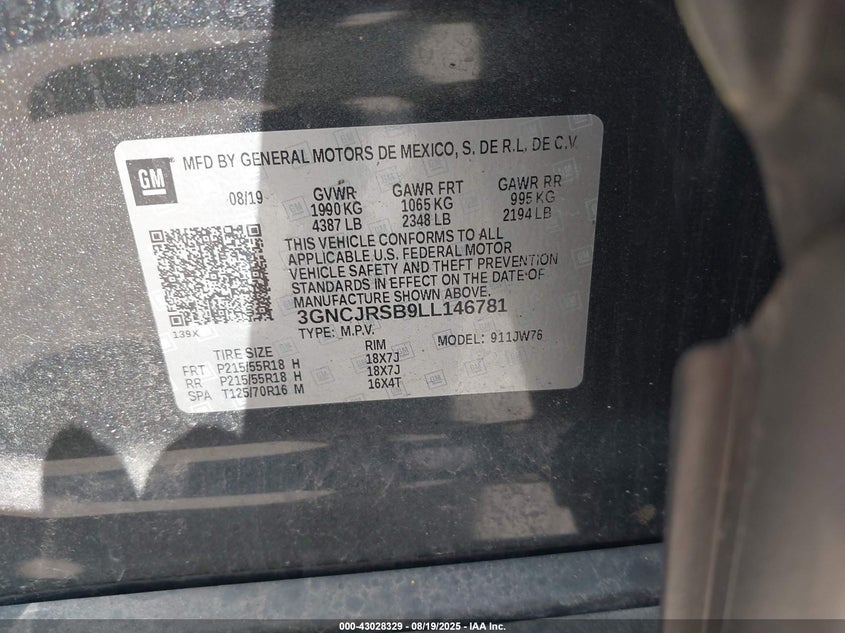 GM
MFD BY GENERAL MOTORS DE MEXICO, S. DE R.L. DE C.V.
08/19 GVWR GAWR FRT GAWR RR
1990 KG 1065 KG 995 KG
4387 LB 2348 LB 2194 LB
THIS VEHICLE CONFORMS TO ALL
APPLICABLE U.S. FEDERAL MOTOR
VEHICLE SAFETY AND THEFT PREVENTION
STANDARDS IN EFFECT ON THE DATE OF
MANUFACTURE SHOWN ABOVE.
3GNCJRSB9LL146781
139X
TYPE: M.P.V. MODEL: 911JW76
TIRE SIZE RIM
FRT P215/55R18 H 18X7J
RR P215/55R18 H 18X7J
SPA T125/70R16 M 16X4T
000-43028329 - 08/19/2025 - IAA Inc.